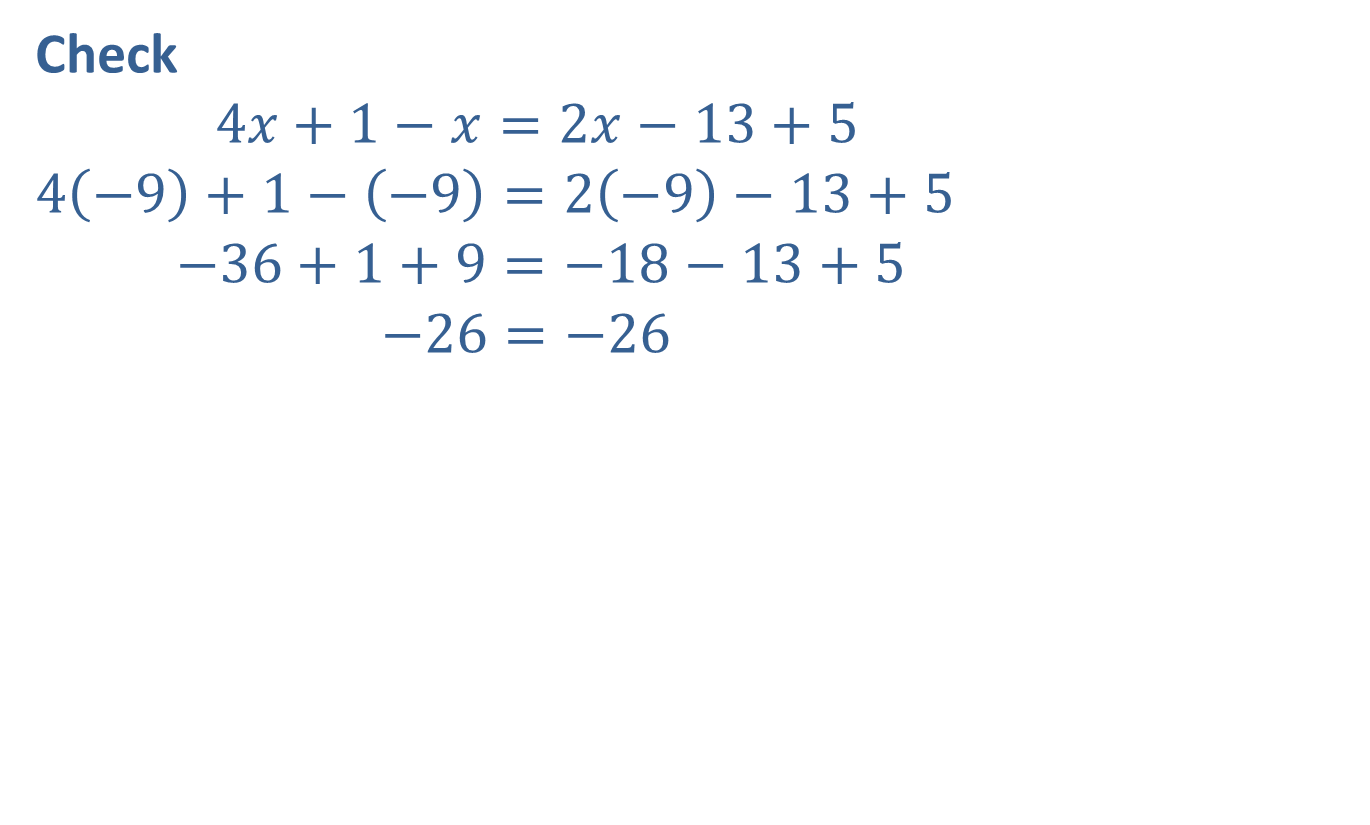 Check
4x + 1 − x = 2x − 13 + 5
4(−9) + 1 − (−9) = 2(−9) − 13 + 5
−36 + 1 + 9 = −18 − 13 + 5
−26 = −26